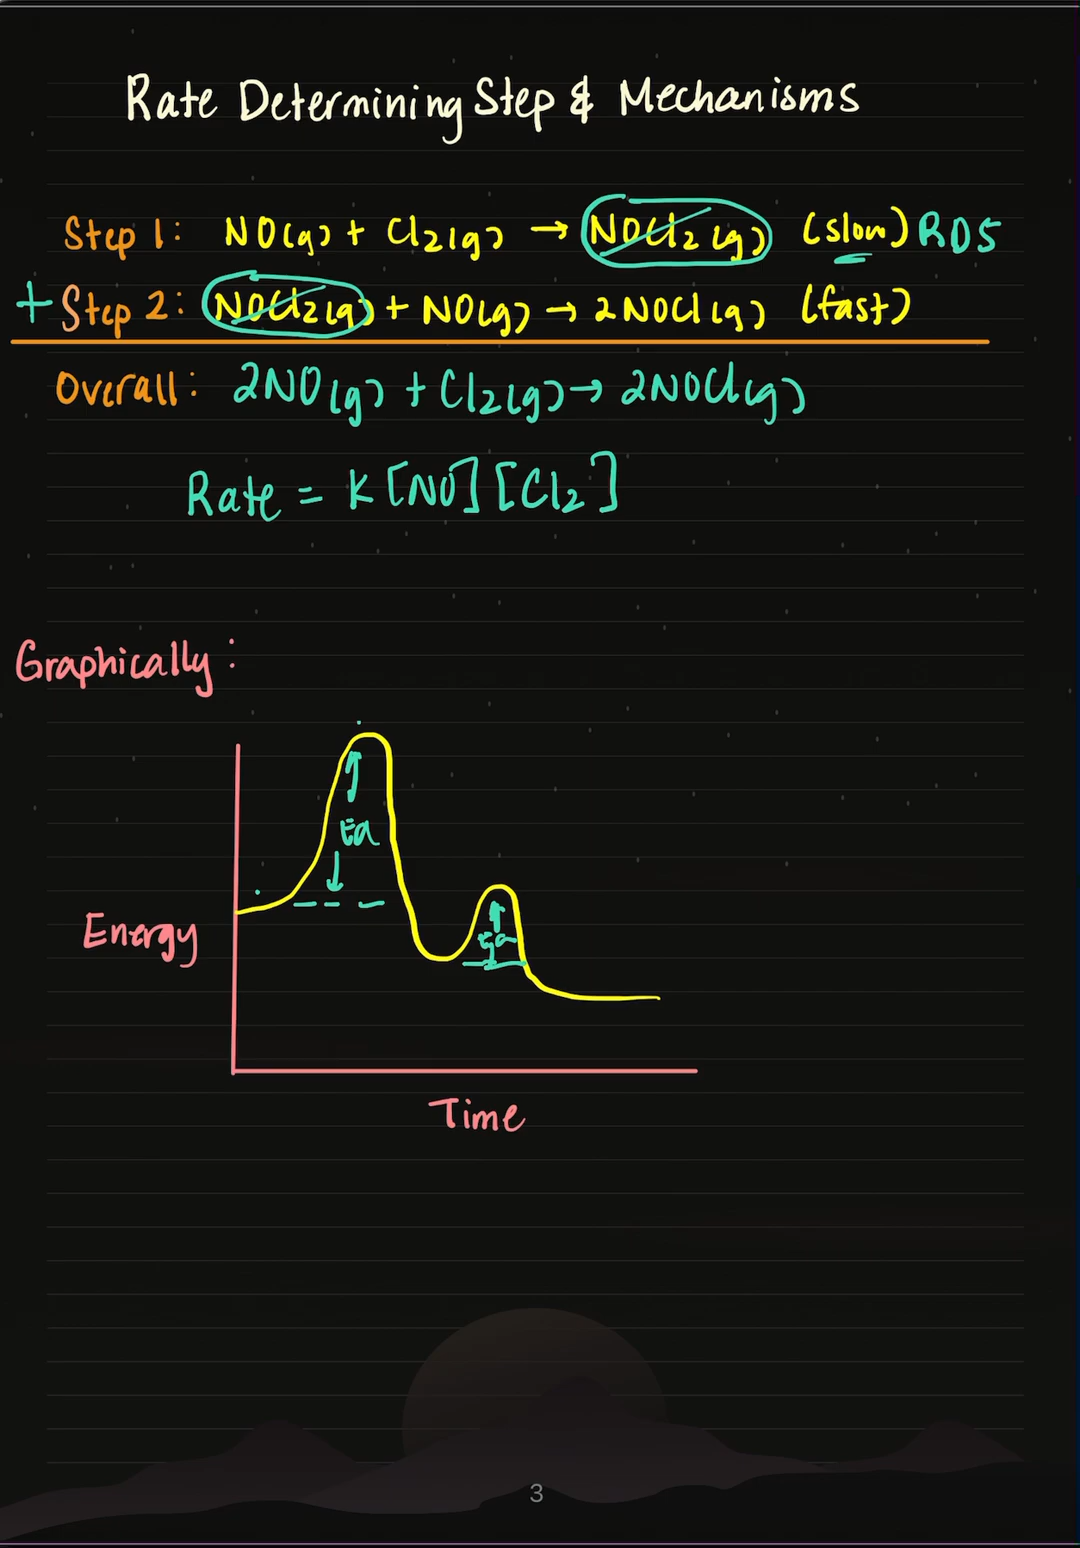 Rate Determining Step & Mechanisms
Step 1: NO(g) + Cl2(g) → NOCl2(g) (slow) RDS
+ Step 2: NOCl2(g) + NO(g) → 2NOCl(g) (fast)
Overall: 2NO(g) + Cl2(g) → 2NOCl(g)
Rate = K[NO][Cl2]
Graphically:
Ea
Energy
Ea
Time
3